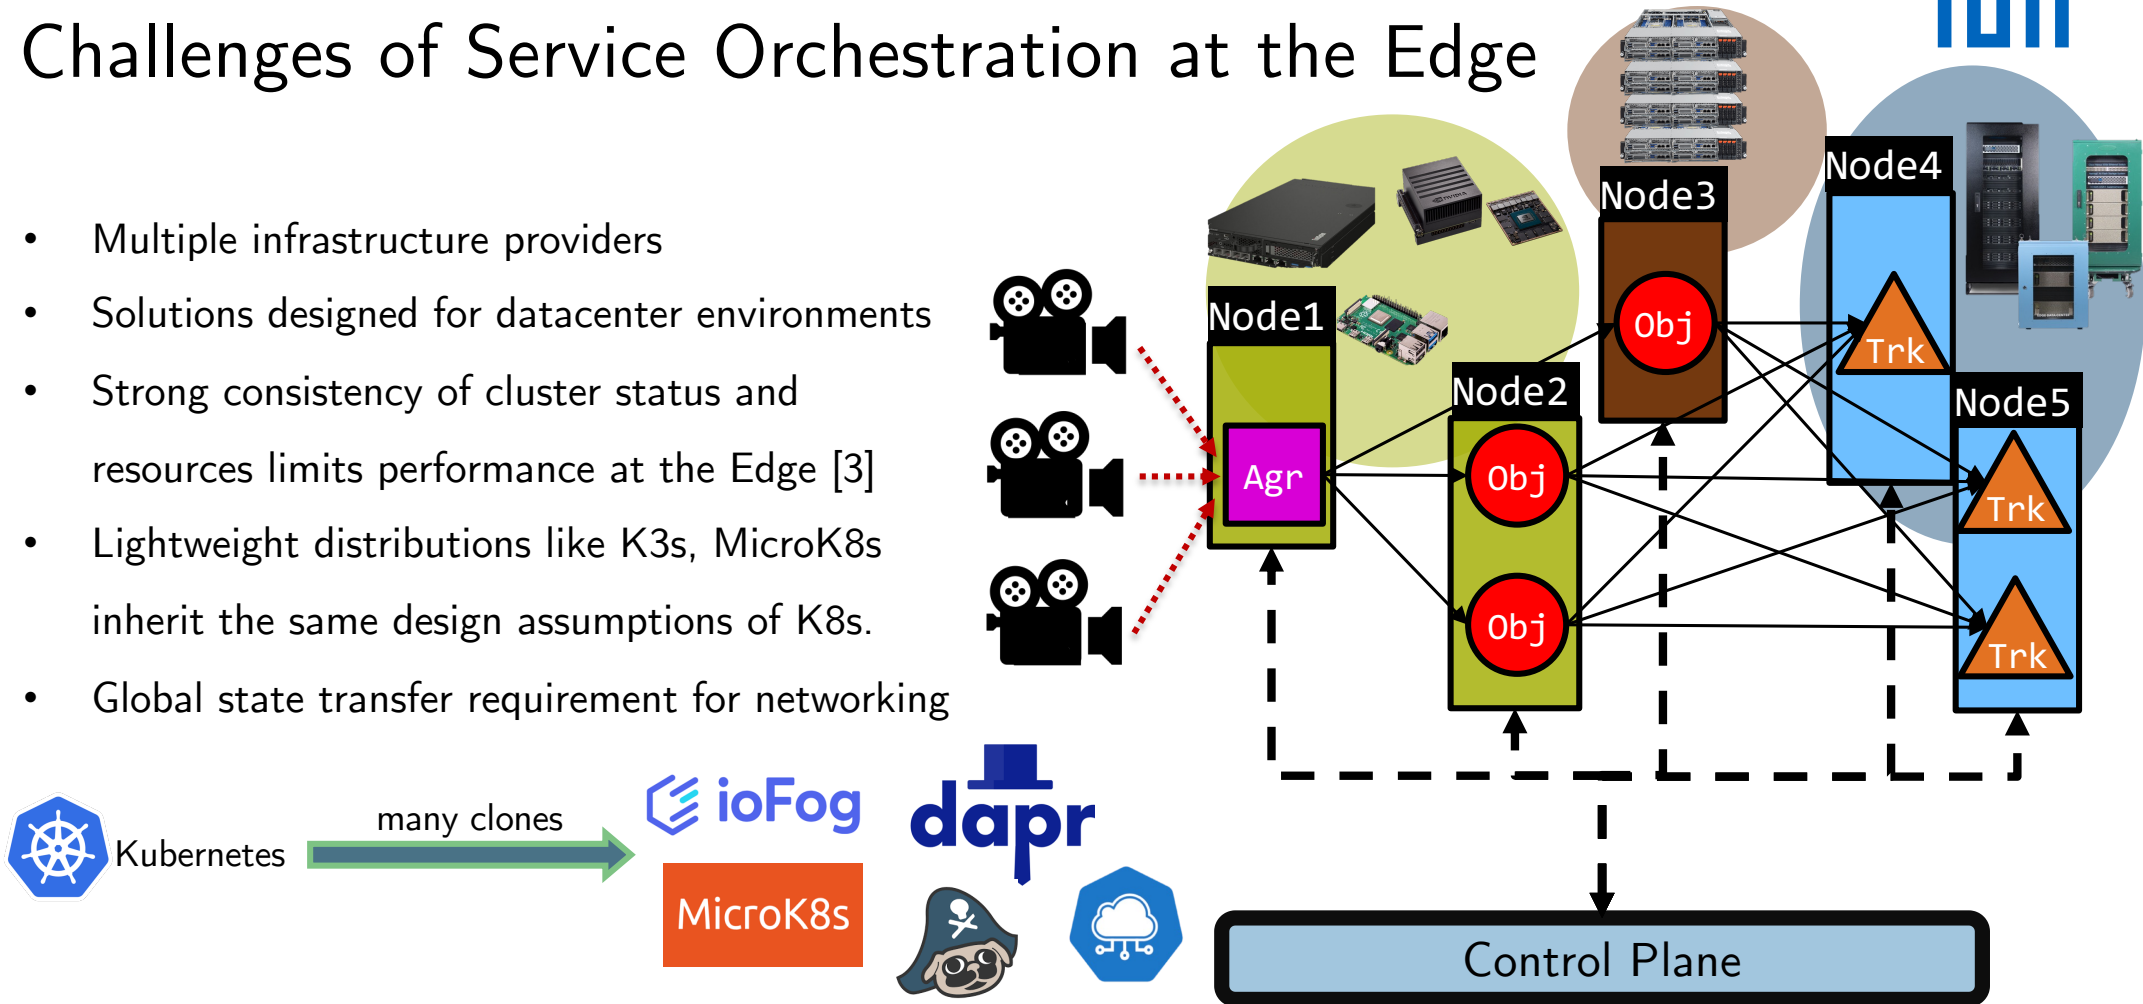 Challenges of Service Orchestration at the Edge
• Multiple infrastructure providers
• Solutions designed for datacenter environments
• Strong consistency of cluster status and
resources limits performance at the Edge [3]
• Lightweight distributions like K3s, MicroK8s
inherit the same design assumptions of K8s.
• Global state transfer requirement for networking
Kubernetes
many clones
ioFog
dapr
MicroK8s
Node1
Agr
Node2
Obj
Obj
Node3
Obj
Node4
Trk
Node5
Trk
Trk
Control Plane